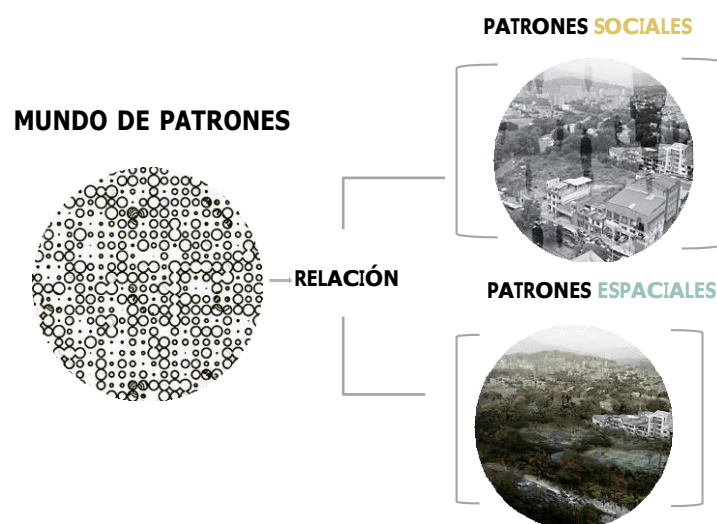 PATRONES SOCIALES
MUNDO DE PATRONES
RELACIÓN
PATRONES ESPACIALES